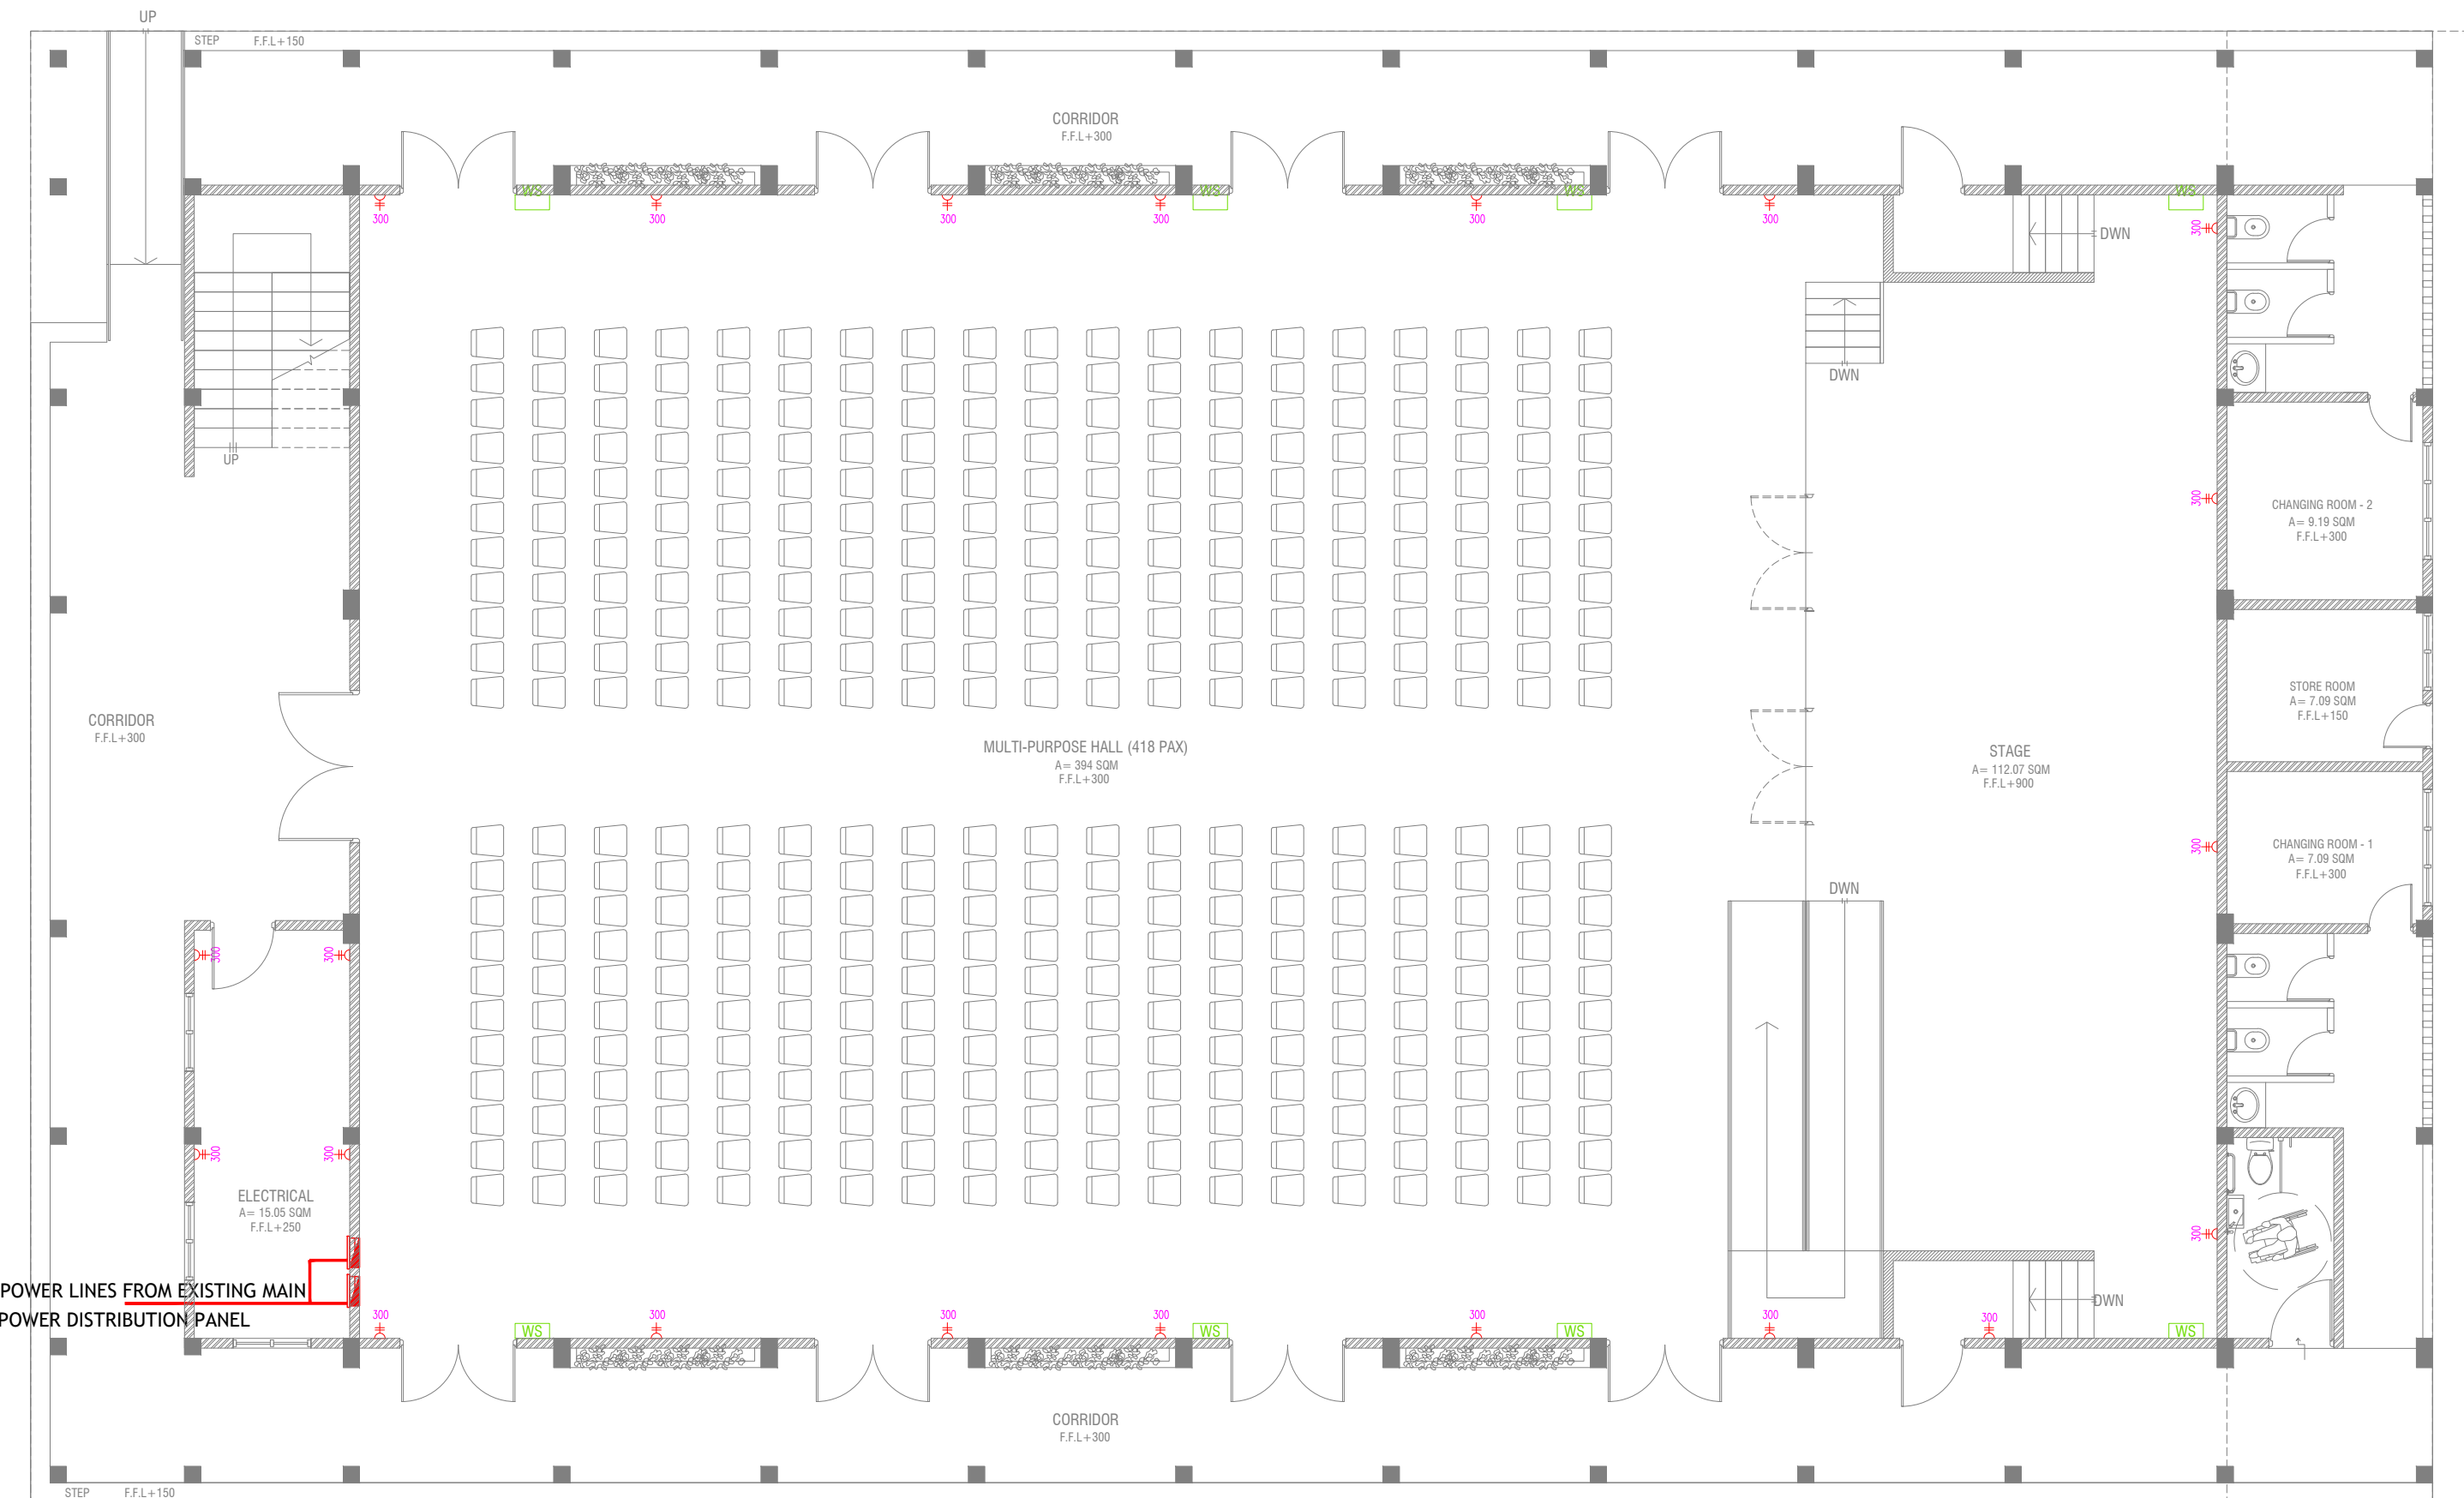 UP
STEP F.F.L+150
CORRIDOR
F.F.L+300
WS WS WS WS
300 300 300 300 300 300
300
DWN
DWN
UP
300
CHANGING ROOM - 2
A= 9.19 SQM
F.F.L+300
STORE ROOM
A= 7.09 SQM
F.F.L+150
CORRIDOR
F.F.L+300
MULTI-PURPOSE HALL (418 PAX)
A= 394 SQM
F.F.L+300
STAGE
A= 112.07 SQM
F.F.L+900
300
CHANGING ROOM - 1
A= 7.09 SQM
F.F.L+300
DWN
300 300
300 300
ELECTRICAL
A= 15.05 SQM
F.F.L+250
300
POWER LINES FROM EXISTING MAIN
POWER DISTRIBUTION PANEL
DWN
300 300 300 300 300 300 300
WS WS WS WS
CORRIDOR
F.F.L+300
STEP F.F.L+150